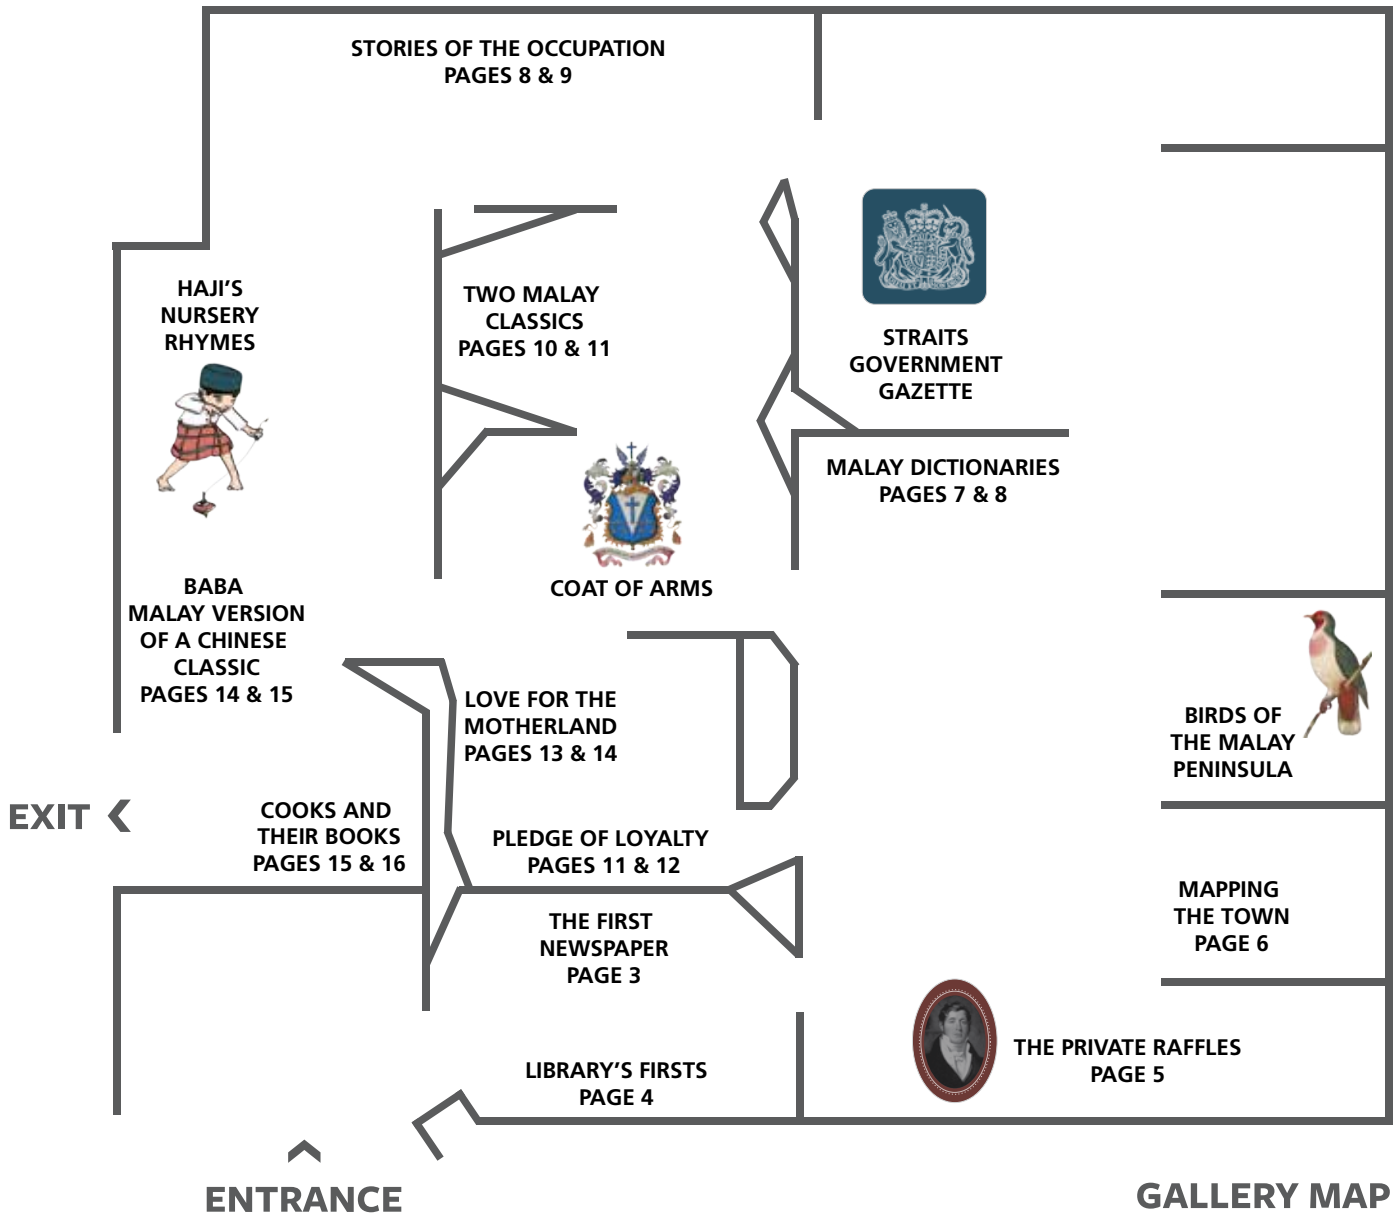 STORIES OF THE OCCUPATION
PAGES 8 & 9
HAJI'S
NURSERY
RHYMES
TWO MALAY
CLASSICS
PAGES 10 & 11
STRAITS
GOVERNMENT
GAZETTE
MALAY DICTIONARIES
PAGES 7 & 8
COAT OF ARMS
BABA
MALAY VERSION
OF A CHINESE
CLASSIC
PAGES 14 & 15
LOVE FOR THE
MOTHERLAND
PAGES 13 & 14
BIRDS OF
THE MALAY
PENINSULA
EXIT
COOKS AND
THEIR BOOKS
PAGES 15 & 16
PLEDGE OF LOYALTY
PAGES 11 & 12
THE FIRST
NEWSPAPER
PAGE 3
MAPPING
THE TOWN
PAGE 6
THE PRIVATE RAFFLES
PAGE 5
LIBRARY'S FIRSTS
PAGE 4
ENTRANCE
GALLERY MAP